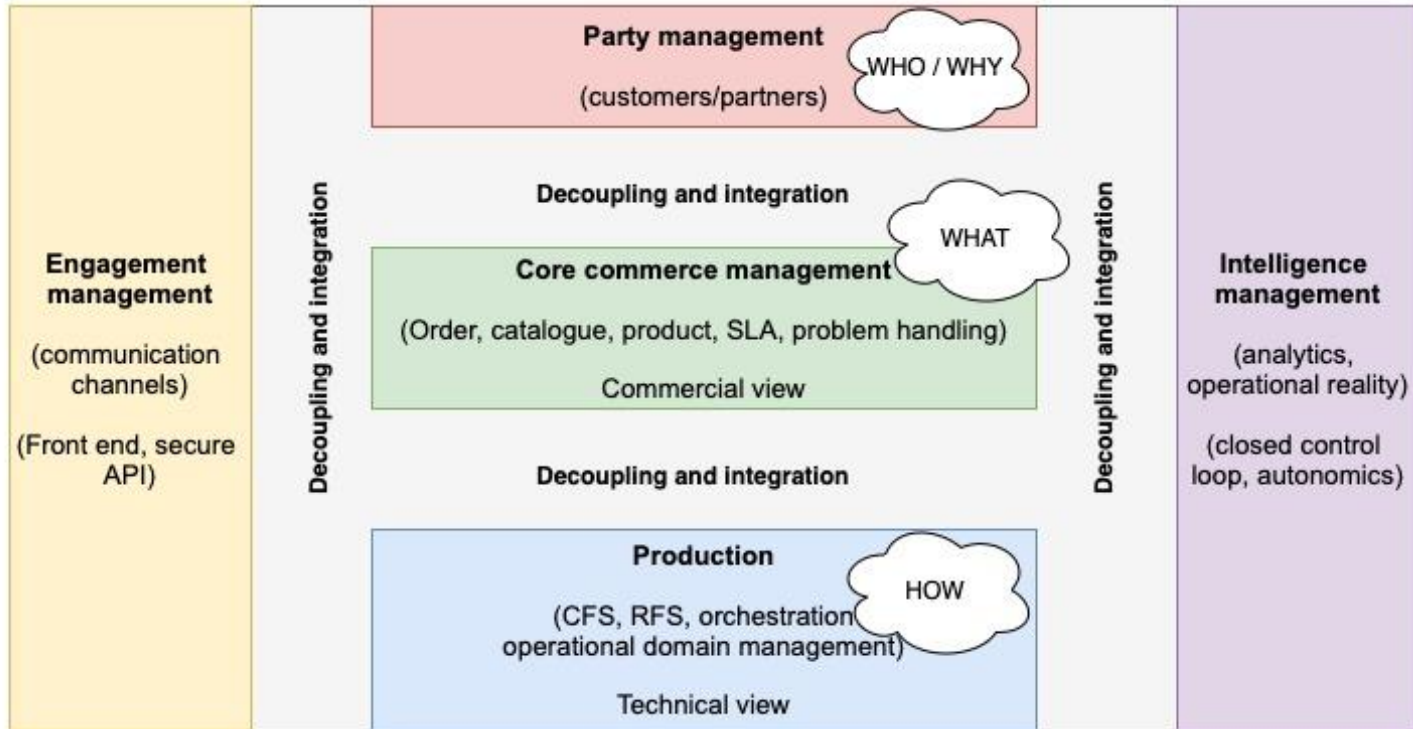 Party management
(customers/partners)
WHO / WHY
Decoupling and integration
WHAT
Engagement
management
(communication
channels)
(Front end, secure
API)
Decoupling and integration
Core commerce management
(Order, catalogue, product, SLA, problem handling)
Commercial view
Decoupling and integration
Intelligence
management
(analytics,
operational reality)
(closed control
loop, autonomics)
Decoupling and integration
Production
HOW
(CFS, RFS, orchestration
operational domain management)
Technical view